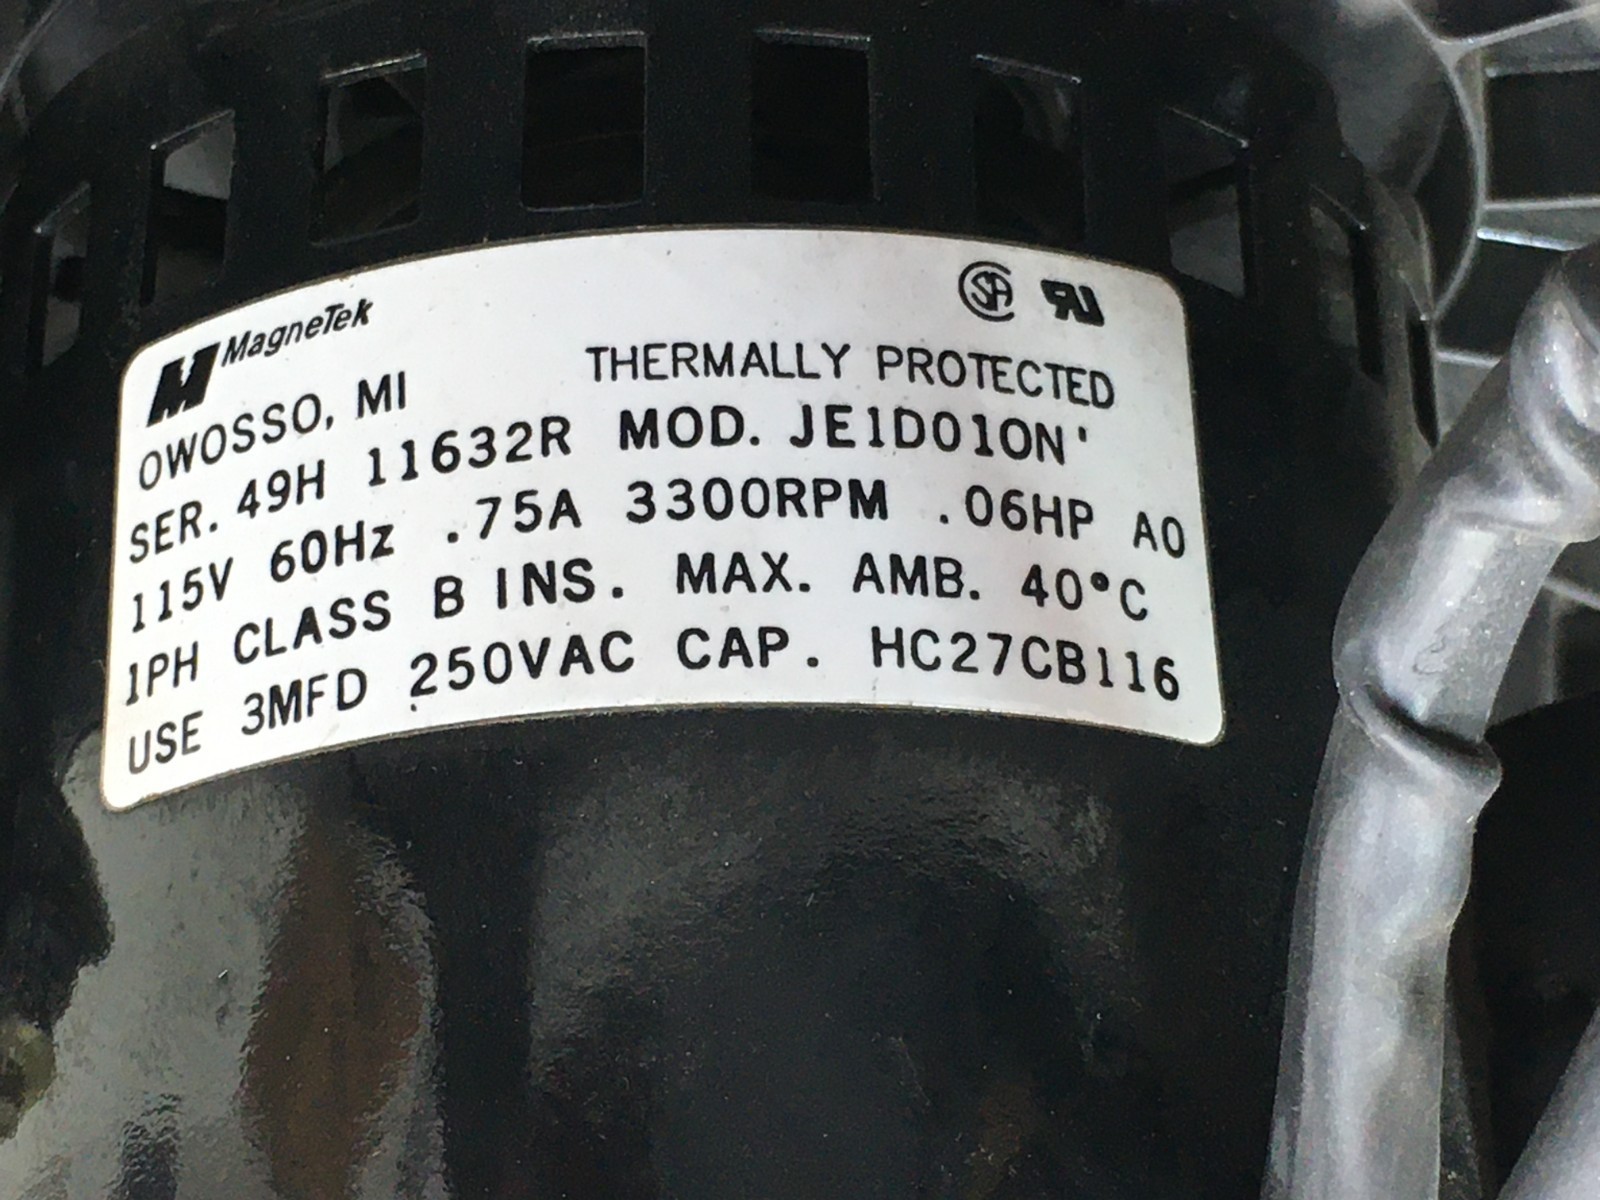 MagneTek
OWOSSO, MI THERMALLY PROTECTED
SER. 49H 11632R MOD. JE1D010N'
115V 60Hz .75A 3300RPM .06HP AO
1PH CLASS B INS. MAX. AMB. 40°C
USE 3MFD 250VAC CAP. HC27CB116